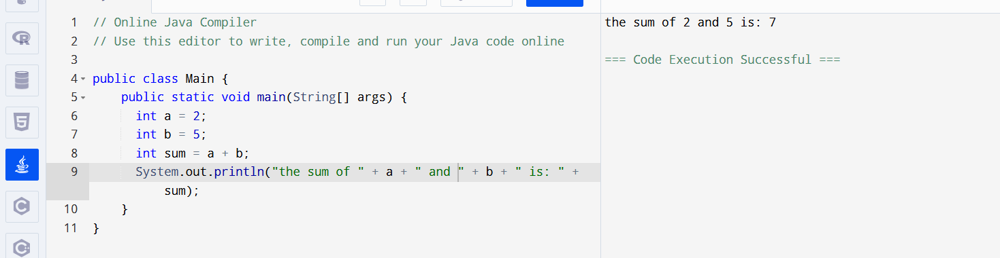 1 // Online Java Compiler
2 // Use this editor to write, compile and run your Java code online
3
4 public class Main {
5     public static void main(String[] args) {
6       int a = 2;
7       int b = 5;
8       int sum = a + b;
9       System.out.println("the sum of " + a + " and " + b + " is: " +
          sum);
10     }
11 }
the sum of 2 and 5 is: 7
=== Code Execution Successful ===